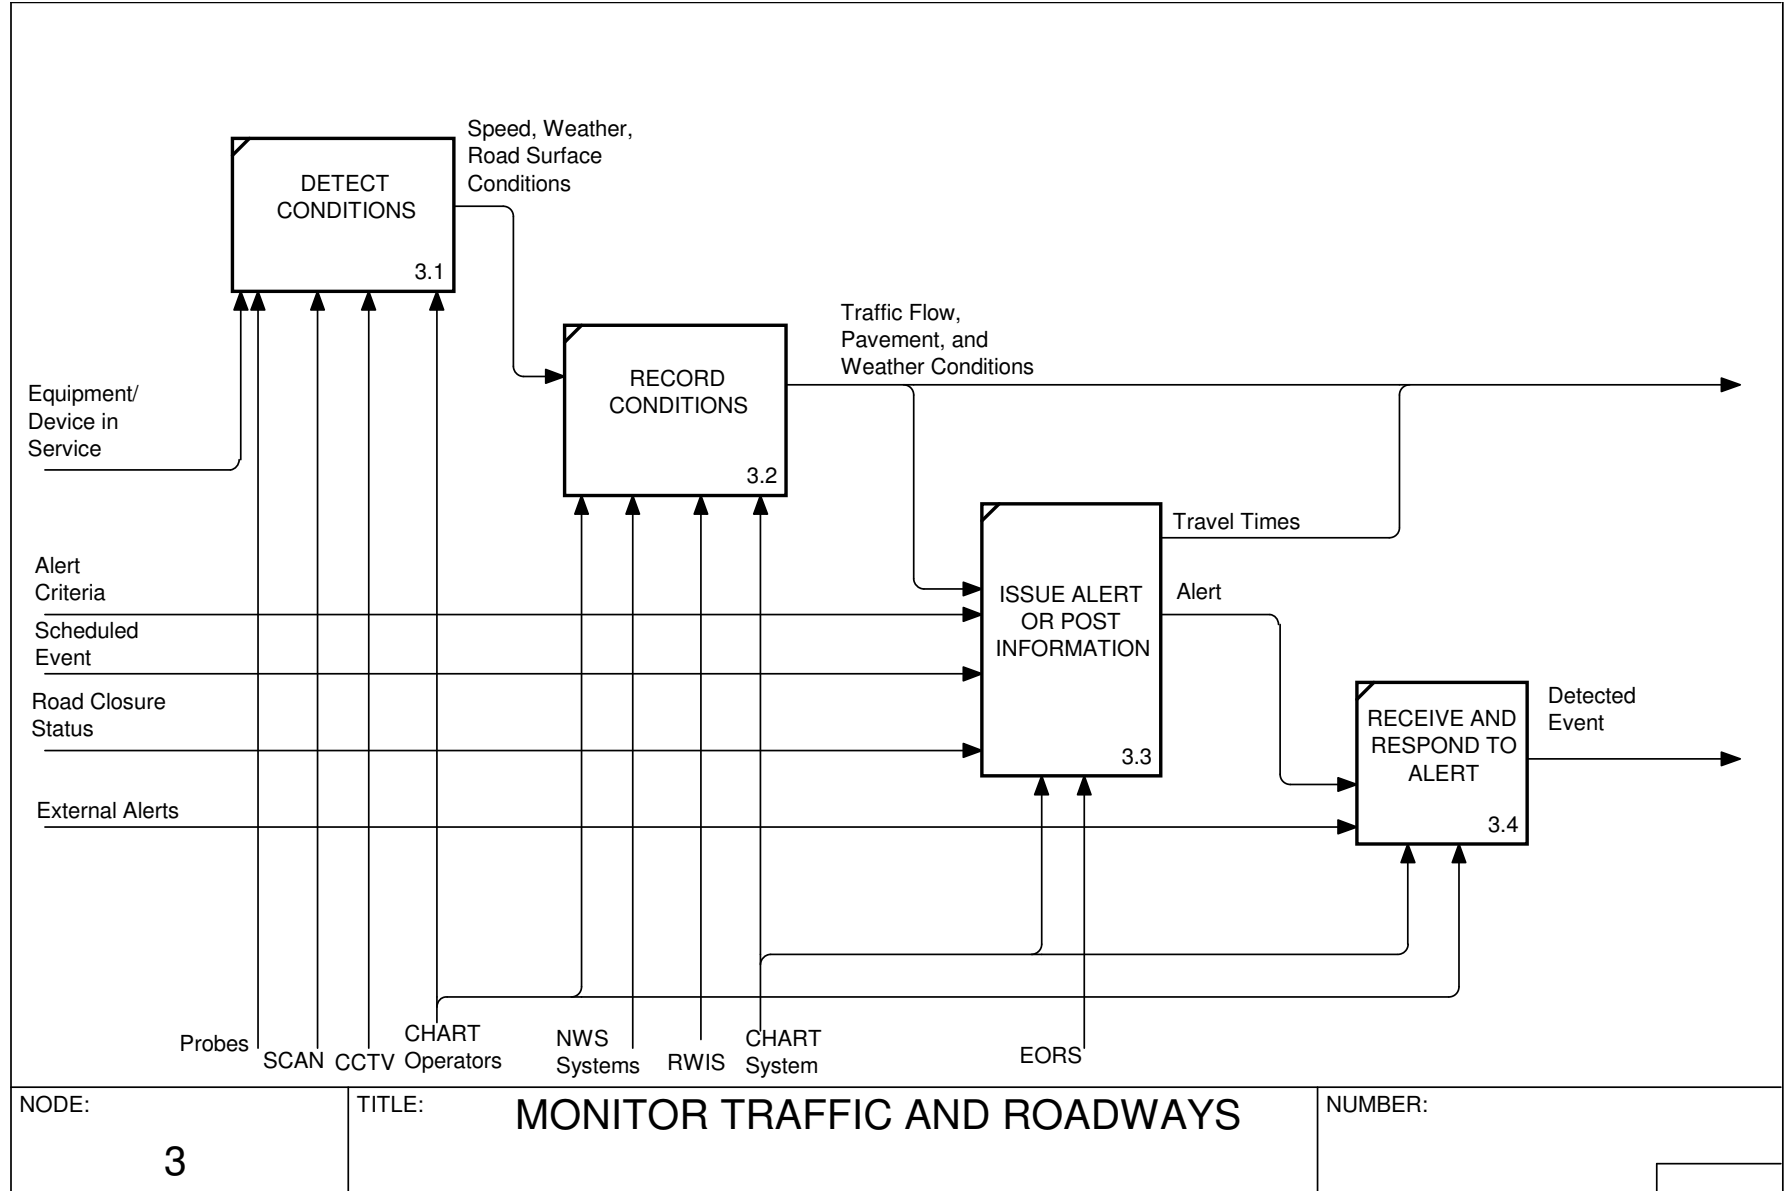 Speed, Weather,
Road Surface
Conditions
DETECT
CONDITIONS
3.1
Traffic Flow,
Pavement, and
Weather Conditions
RECORD
CONDITIONS
3.2
Equipment/
Device in
Service
Travel Times
Alert
Criteria
Alert
ISSUE ALERT
OR POST
INFORMATION
3.3
Scheduled
Event
Road Closure
Status
Detected
Event
RECEIVE AND
RESPOND TO
ALERT
3.4
External Alerts
Probes
SCAN
CCTV
CHART
Operators
NWS
Systems
RWIS
CHART
System
EORS
NODE:
3
TITLE:
MONITOR TRAFFIC AND ROADWAYS
NUMBER: